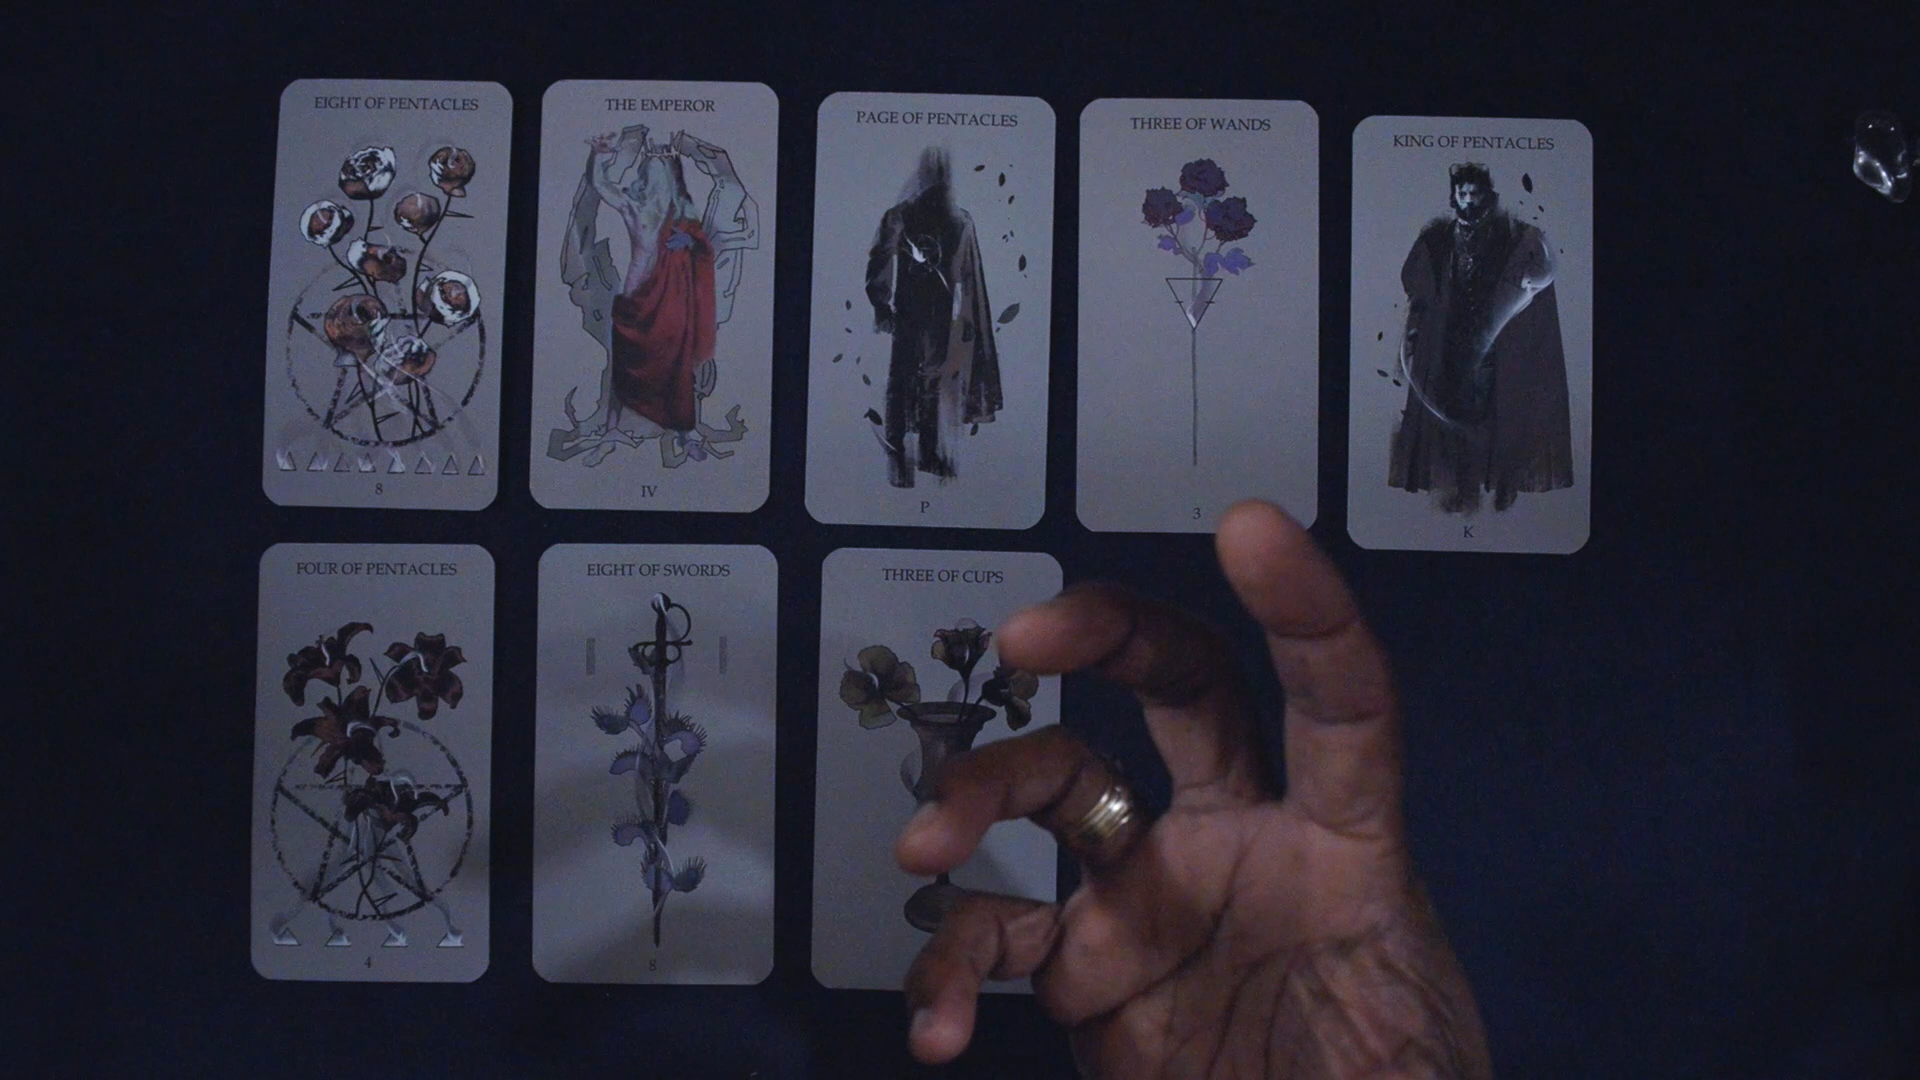 EIGHT OF PENTACLES
THE EMPEROR
PAGE OF PENTACLES
THREE OF WANDS
KING OF PENTACLES
8
IV
P
3
K
FOUR OF PENTACLES
EIGHT OF SWORDS
THREE OF CUPS
4
8